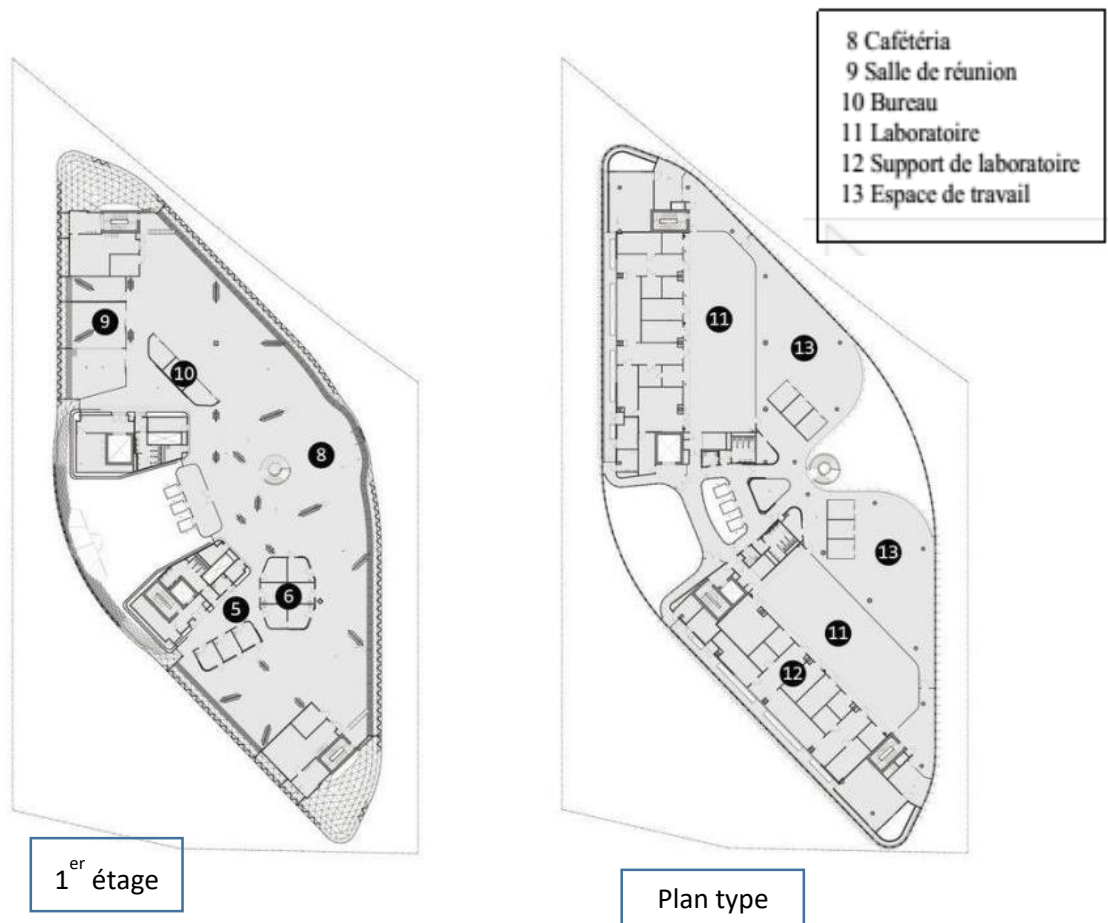 8 Cafétéria
9 Salle de réunion
10 Bureau
11 Laboratoire
12 Support de laboratoire
13 Espace de travail
9
10
8
5
6
11
13
13
11
12
1er étage
Plan type